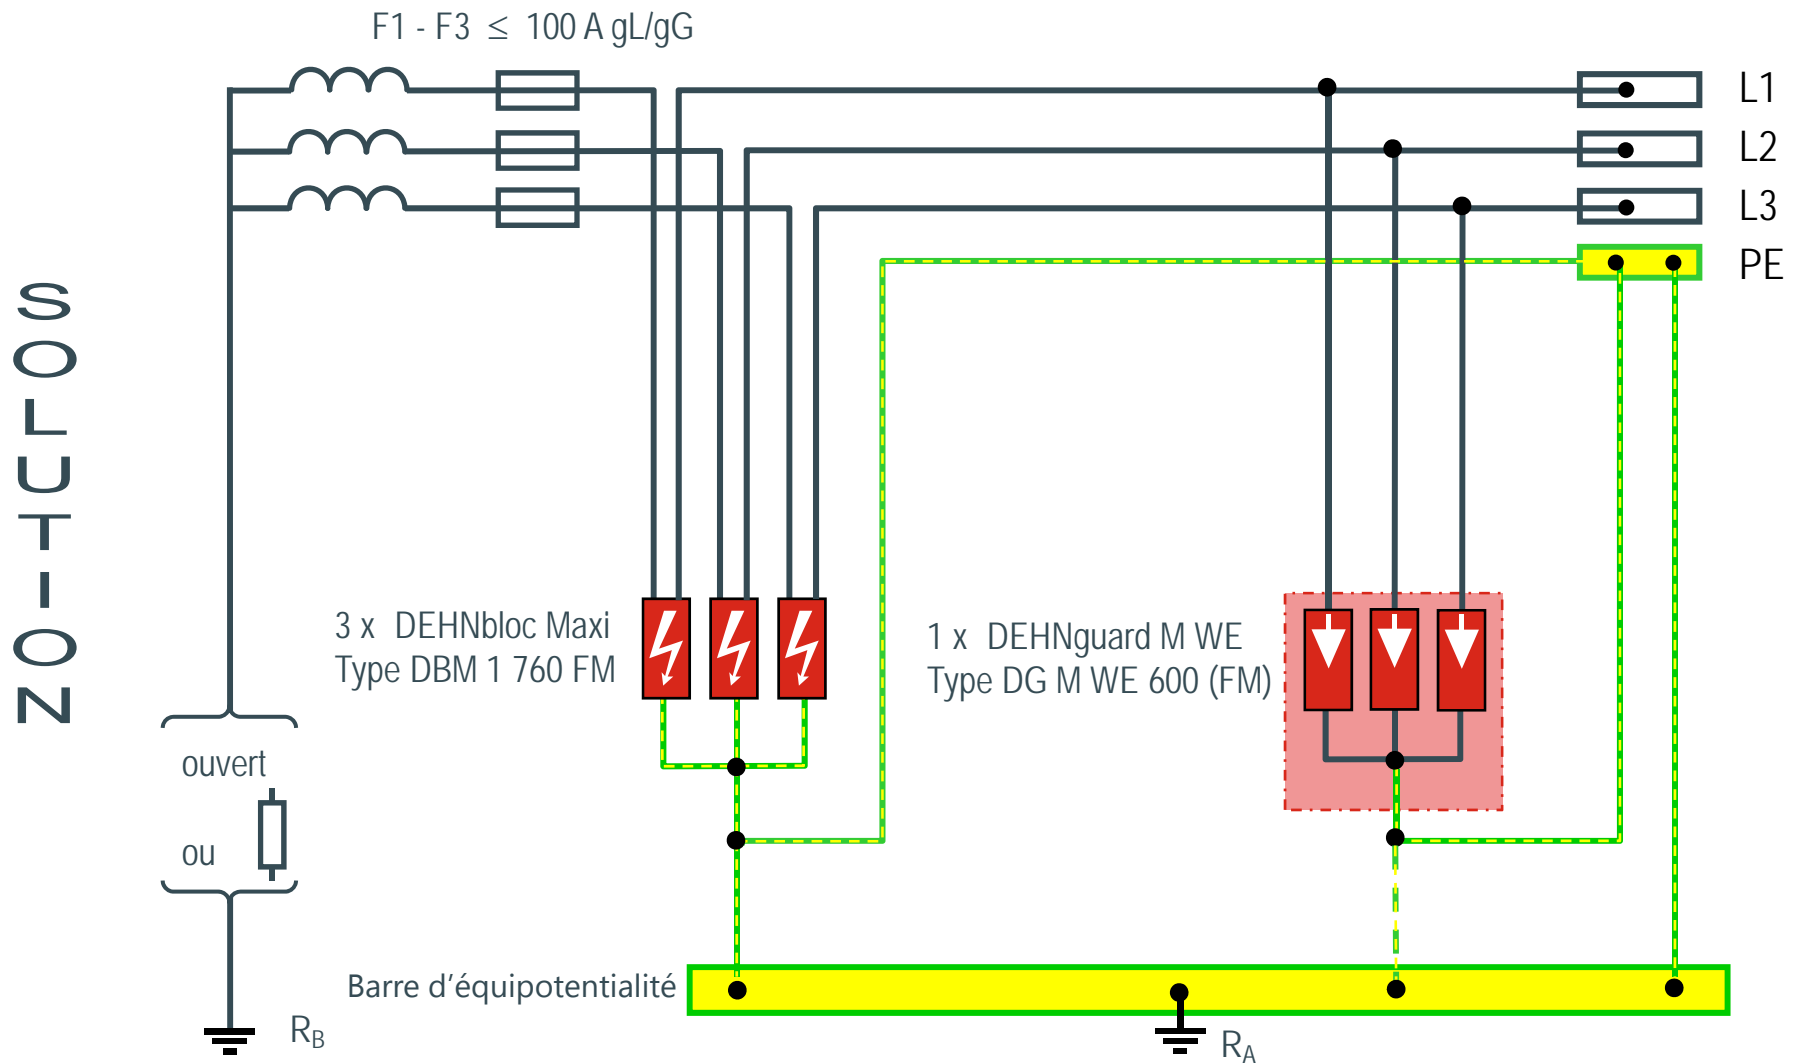 F1 - F3 ≤ 100 A gL/gG
L1
L2
L3
PE
SOLUTION
3 x DEHNbloc Maxi
Type DBM 1 760 FM
1 x DEHNguard M WE
Type DG M WE 600 (FM)
ouvert
ou
Barre d'équipotentialité
RB
RA